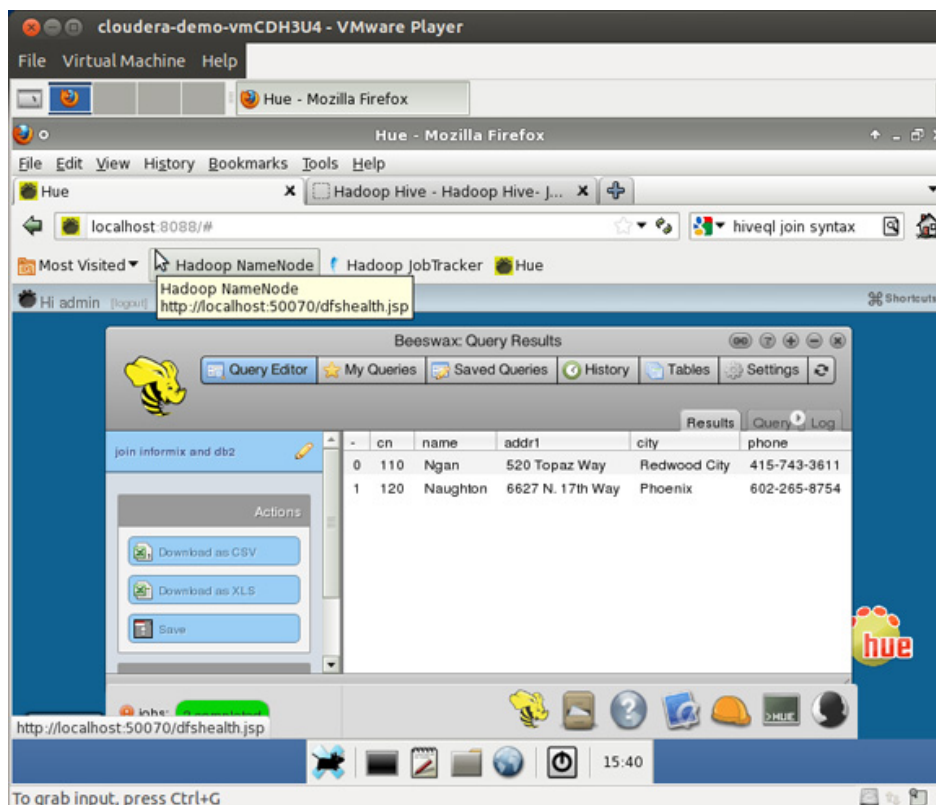 cloudera-demo-vmCDH3U4 - VMware Player
File Virtual Machine Help
Hue - Mozilla Firefox
Hue - Mozilla Firefox
File Edit View History Bookmarks Tools Help
Hue Hadoop Hive - Hadoop Hive- J...
localhost:8088/# hiveql join syntax
Most Visited Hadoop NameNode Hadoop JobTracker Hue
Hadoop NameNode
http://localhost:50070/dfshealth.jsp
Hi admin [logout] Shortcuts
Beeswax: Query Results
Query Editor My Queries Saved Queries History Tables Settings
Results Query Log
join informix and db2
- cn name addr1 city phone
0 110 Ngan 520 Topaz Way Redwood City 415-743-3611
1 120 Naughton 6627 N. 17th Way Phoenix 602-265-8754
Actions
Download as CSV
Download as XLS
Save
hue
jobs: 2 completed
>HUE
http://localhost:50070/dfshealth.jsp
15:40
To grab input, press Ctrl+G